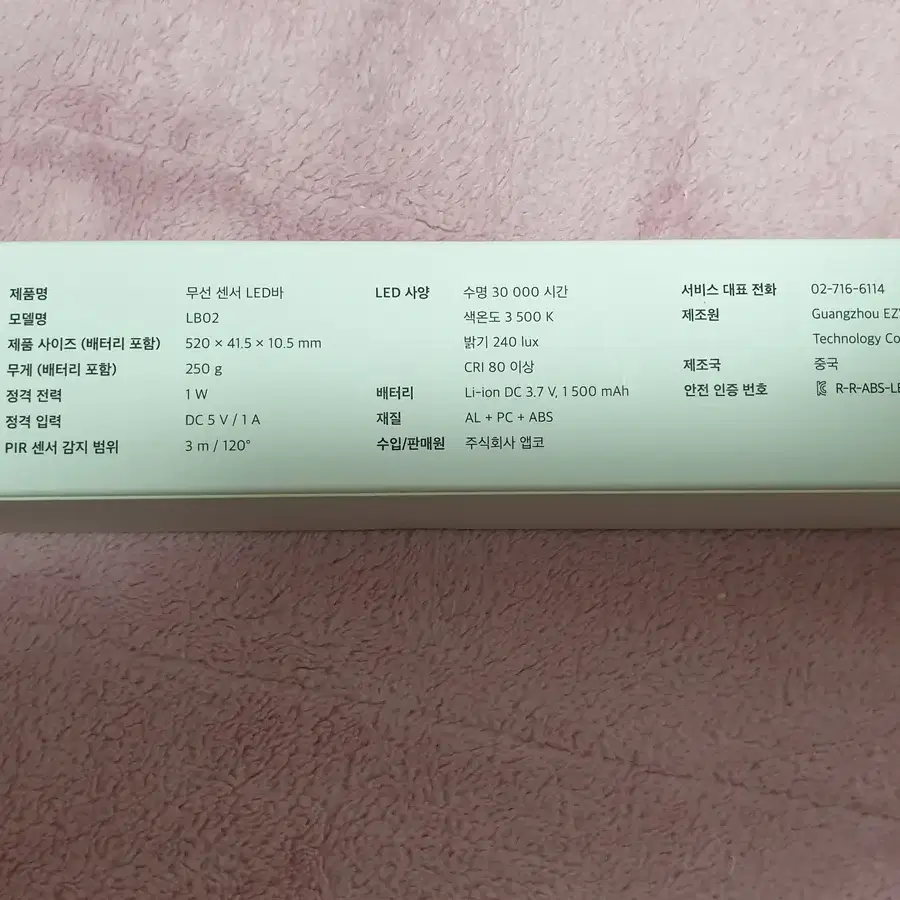 제품명 무선 센서 LED바
모델명 LB02
제품 사이즈 (배터리 포함) 520 × 41.5 × 10.5 mm
무게 (배터리 포함) 250 g
정격 전력 1 W
정격 입력 DC 5 V / 1 A
PIR 센서 감지 범위 3 m / 120°
LED 사양 수명 30 000 시간
색온도 3 500 K
밝기 240 lux
CRI 80 이상
배터리 Li-ion DC 3.7 V, 1 500 mAh
재질 AL + PC + ABS
수입/판매원 주식회사 앱코
서비스 대표 전화 02-716-6114
제조원 Guangzhou
Technology
제조국 중국
안전 인증 번호